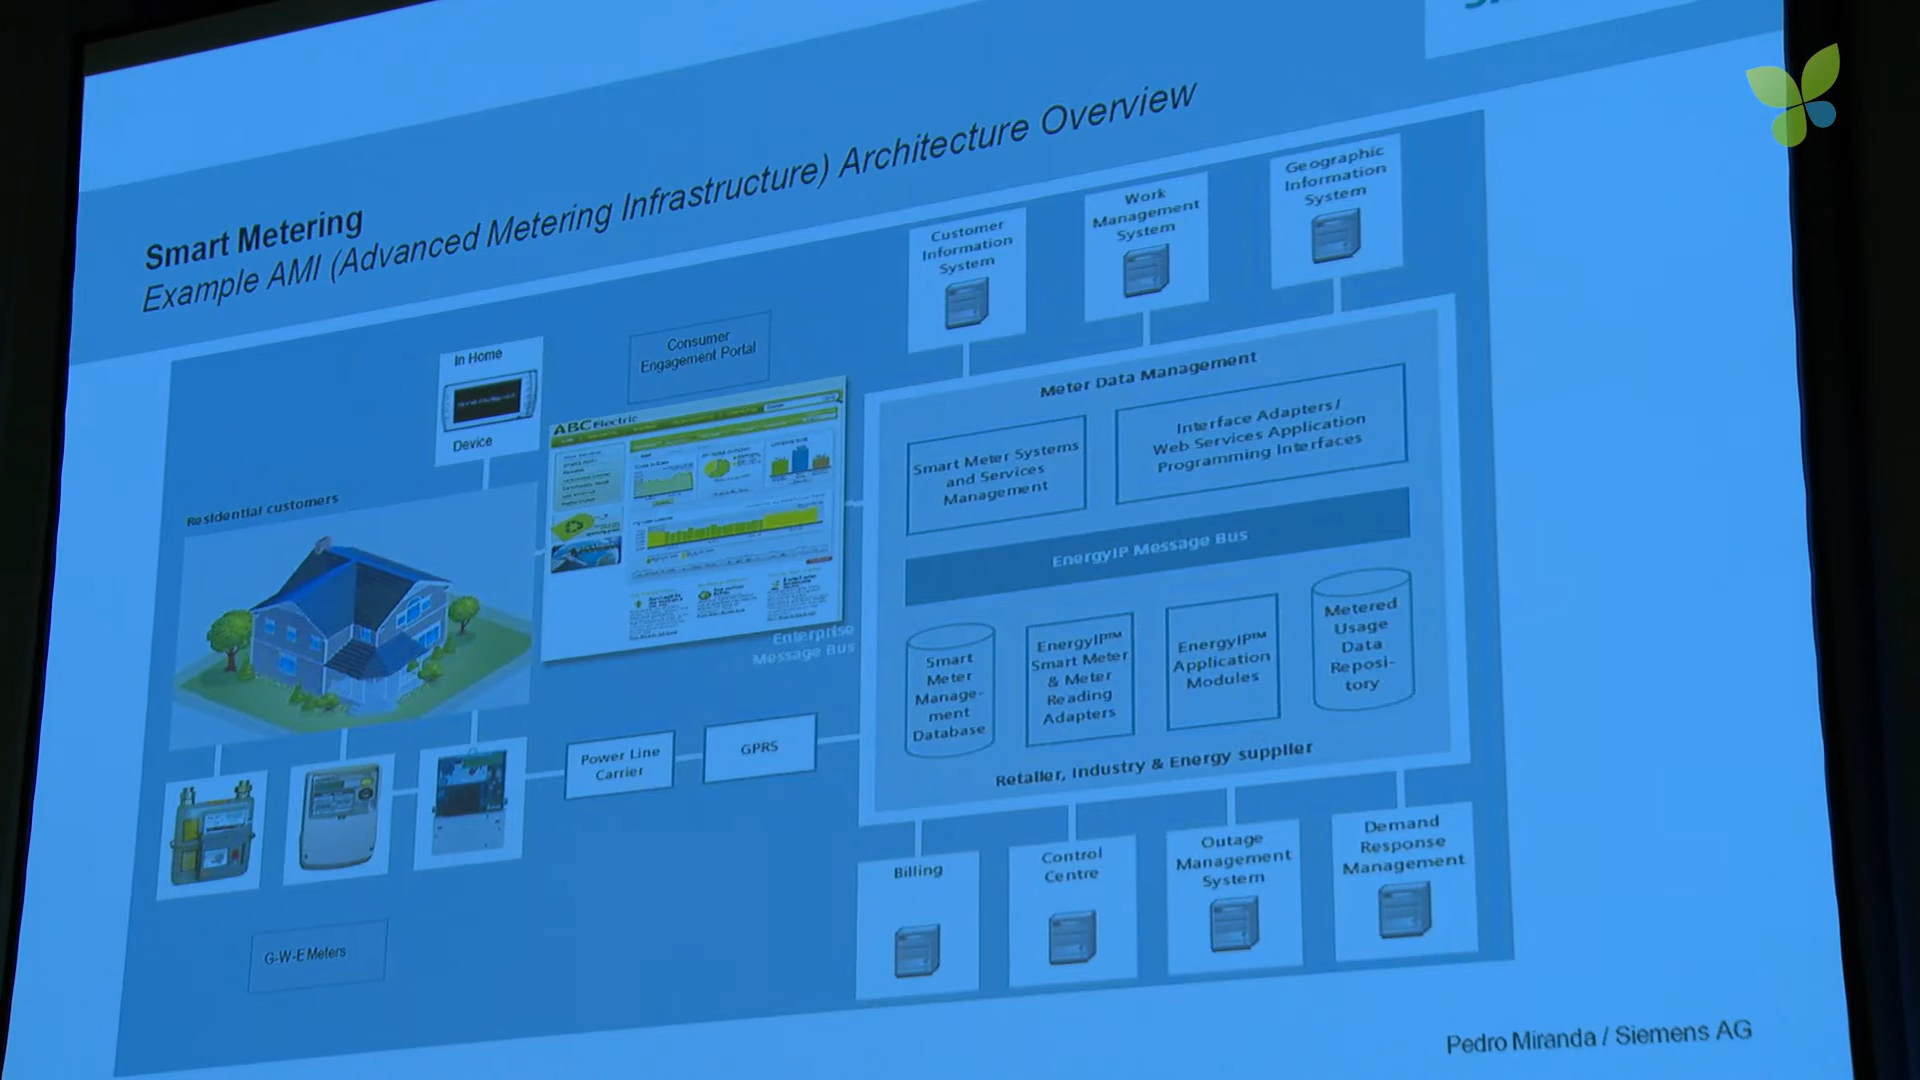 Smart Metering
Example AMI (Advanced Metering Infrastructure) Architecture Overview
Customer
Information
System
Work
Management
System
Geographic
Information
System
In Home
Device
Consumer
Engagement Portal
ABC Electric
Residential customers
Enterprise
Message Bus
Meter Data Management
Smart Meter Systems
and Services
Management
Interface Adapters /
Web Services Application
Programming Interfaces
EnergyIP Message Bus
Smart
Meter
Manage-
ment
Database
EnergyIP™
Smart Meter
& Meter
Reading
Adapters
EnergyIP™
Application
Modules
Metered
Usage
Data
Reposi-
tory
Retailer, Industry & Energy supplier
Power Line
Carrier
GPRS
G-W-E Meters
Billing
Control
Centre
Outage
Management
System
Demand
Response
Management
Pedro Miranda / Siemens AG